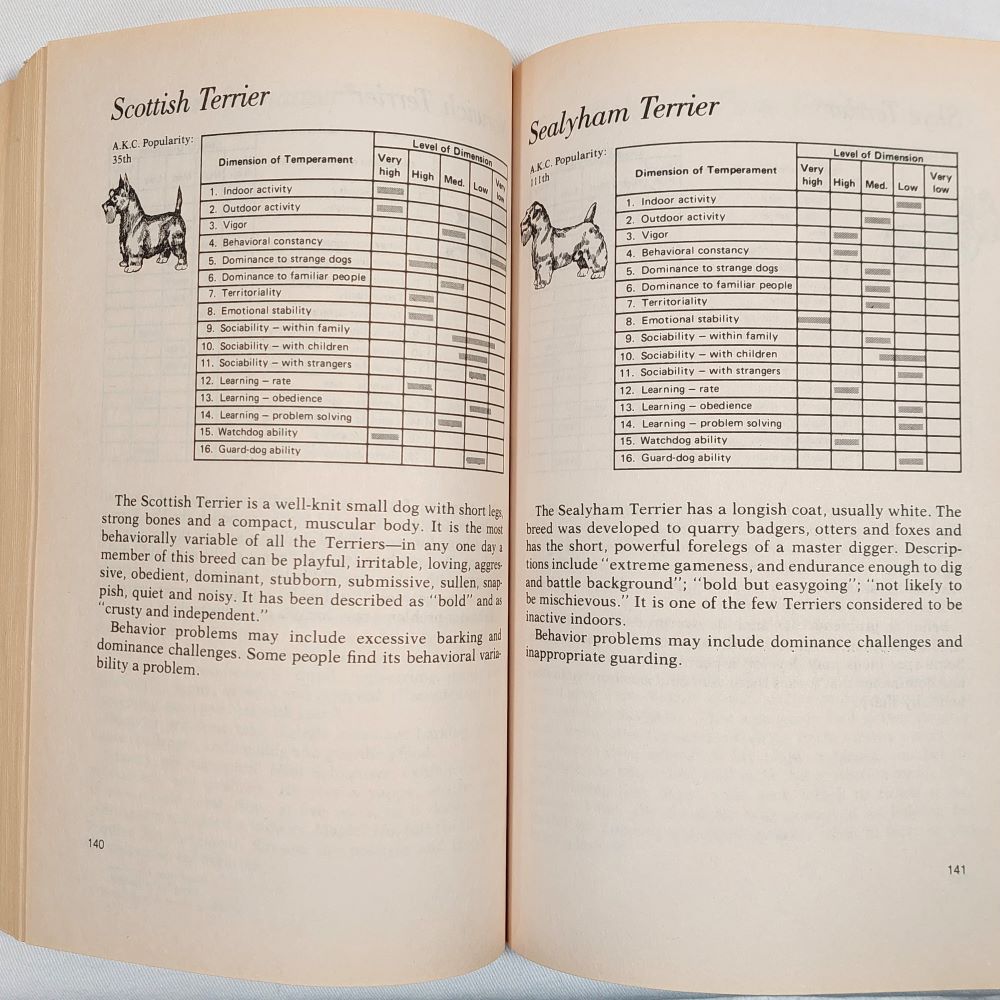 Scottish Terrier
A.K.C. Popularity:
35th
Dimension of Temperament
Level of Dimension
Very high
High
Med.
Low
Very low
1. Indoor activity
2. Outdoor activity
3. Vigor
4. Behavioral constancy
5. Dominance to strange dogs
6. Dominance to familiar people
7. Territoriality
8. Emotional stability
9. Sociability — within family
10. Sociability — with children
11. Sociability — with strangers
12. Learning — rate
13. Learning — obedience
14. Learning — problem solving
15. Watchdog ability
16. Guard-dog ability
The Scottish Terrier is a well-knit small dog with short legs,
strong bones and a compact, muscular body. It is the most
behaviorally variable of all the Terriers—in any one day a
member of this breed can be playful, irritable, loving, aggres-
sive, obedient, dominant, stubborn, submissive, sullen, snap-
pish, quiet and noisy. It has been described as "bold" and as
"crusty and independent."
Behavior problems may include excessive barking and
dominance challenges. Some people find its behavioral varia-
bility a problem.
140
Sealyham Terrier
A.K.C. Popularity:
111th
Dimension of Temperament
Level of Dimension
Very high
High
Med.
Low
Very low
1. Indoor activity
2. Outdoor activity
3. Vigor
4. Behavioral constancy
5. Dominance to strange dogs
6. Dominance to familiar people
7. Territoriality
8. Emotional stability
9. Sociability — within family
10. Sociability — with children
11. Sociability — with strangers
12. Learning — rate
13. Learning — obedience
14. Learning — problem solving
15. Watchdog ability
16. Guard-dog ability
The Sealyham Terrier has a longish coat, usually white. The
breed was developed to quarry badgers, otters and foxes and
has the short, powerful forelegs of a master digger. Descrip-
tions include "extreme gameness, and endurance enough to dig
and battle background"; "bold but easygoing"; "not likely to
be mischievous." It is one of the few Terriers considered to be
inactive indoors.
Behavior problems may include dominance challenges and
inappropriate guarding.
141